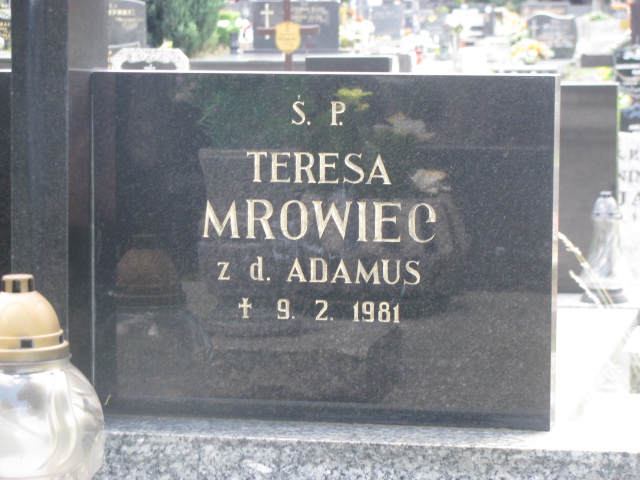 Ś. P.
TERESA
MROWIEC
z d. ADAMUS
✝ 9. 2. 1981